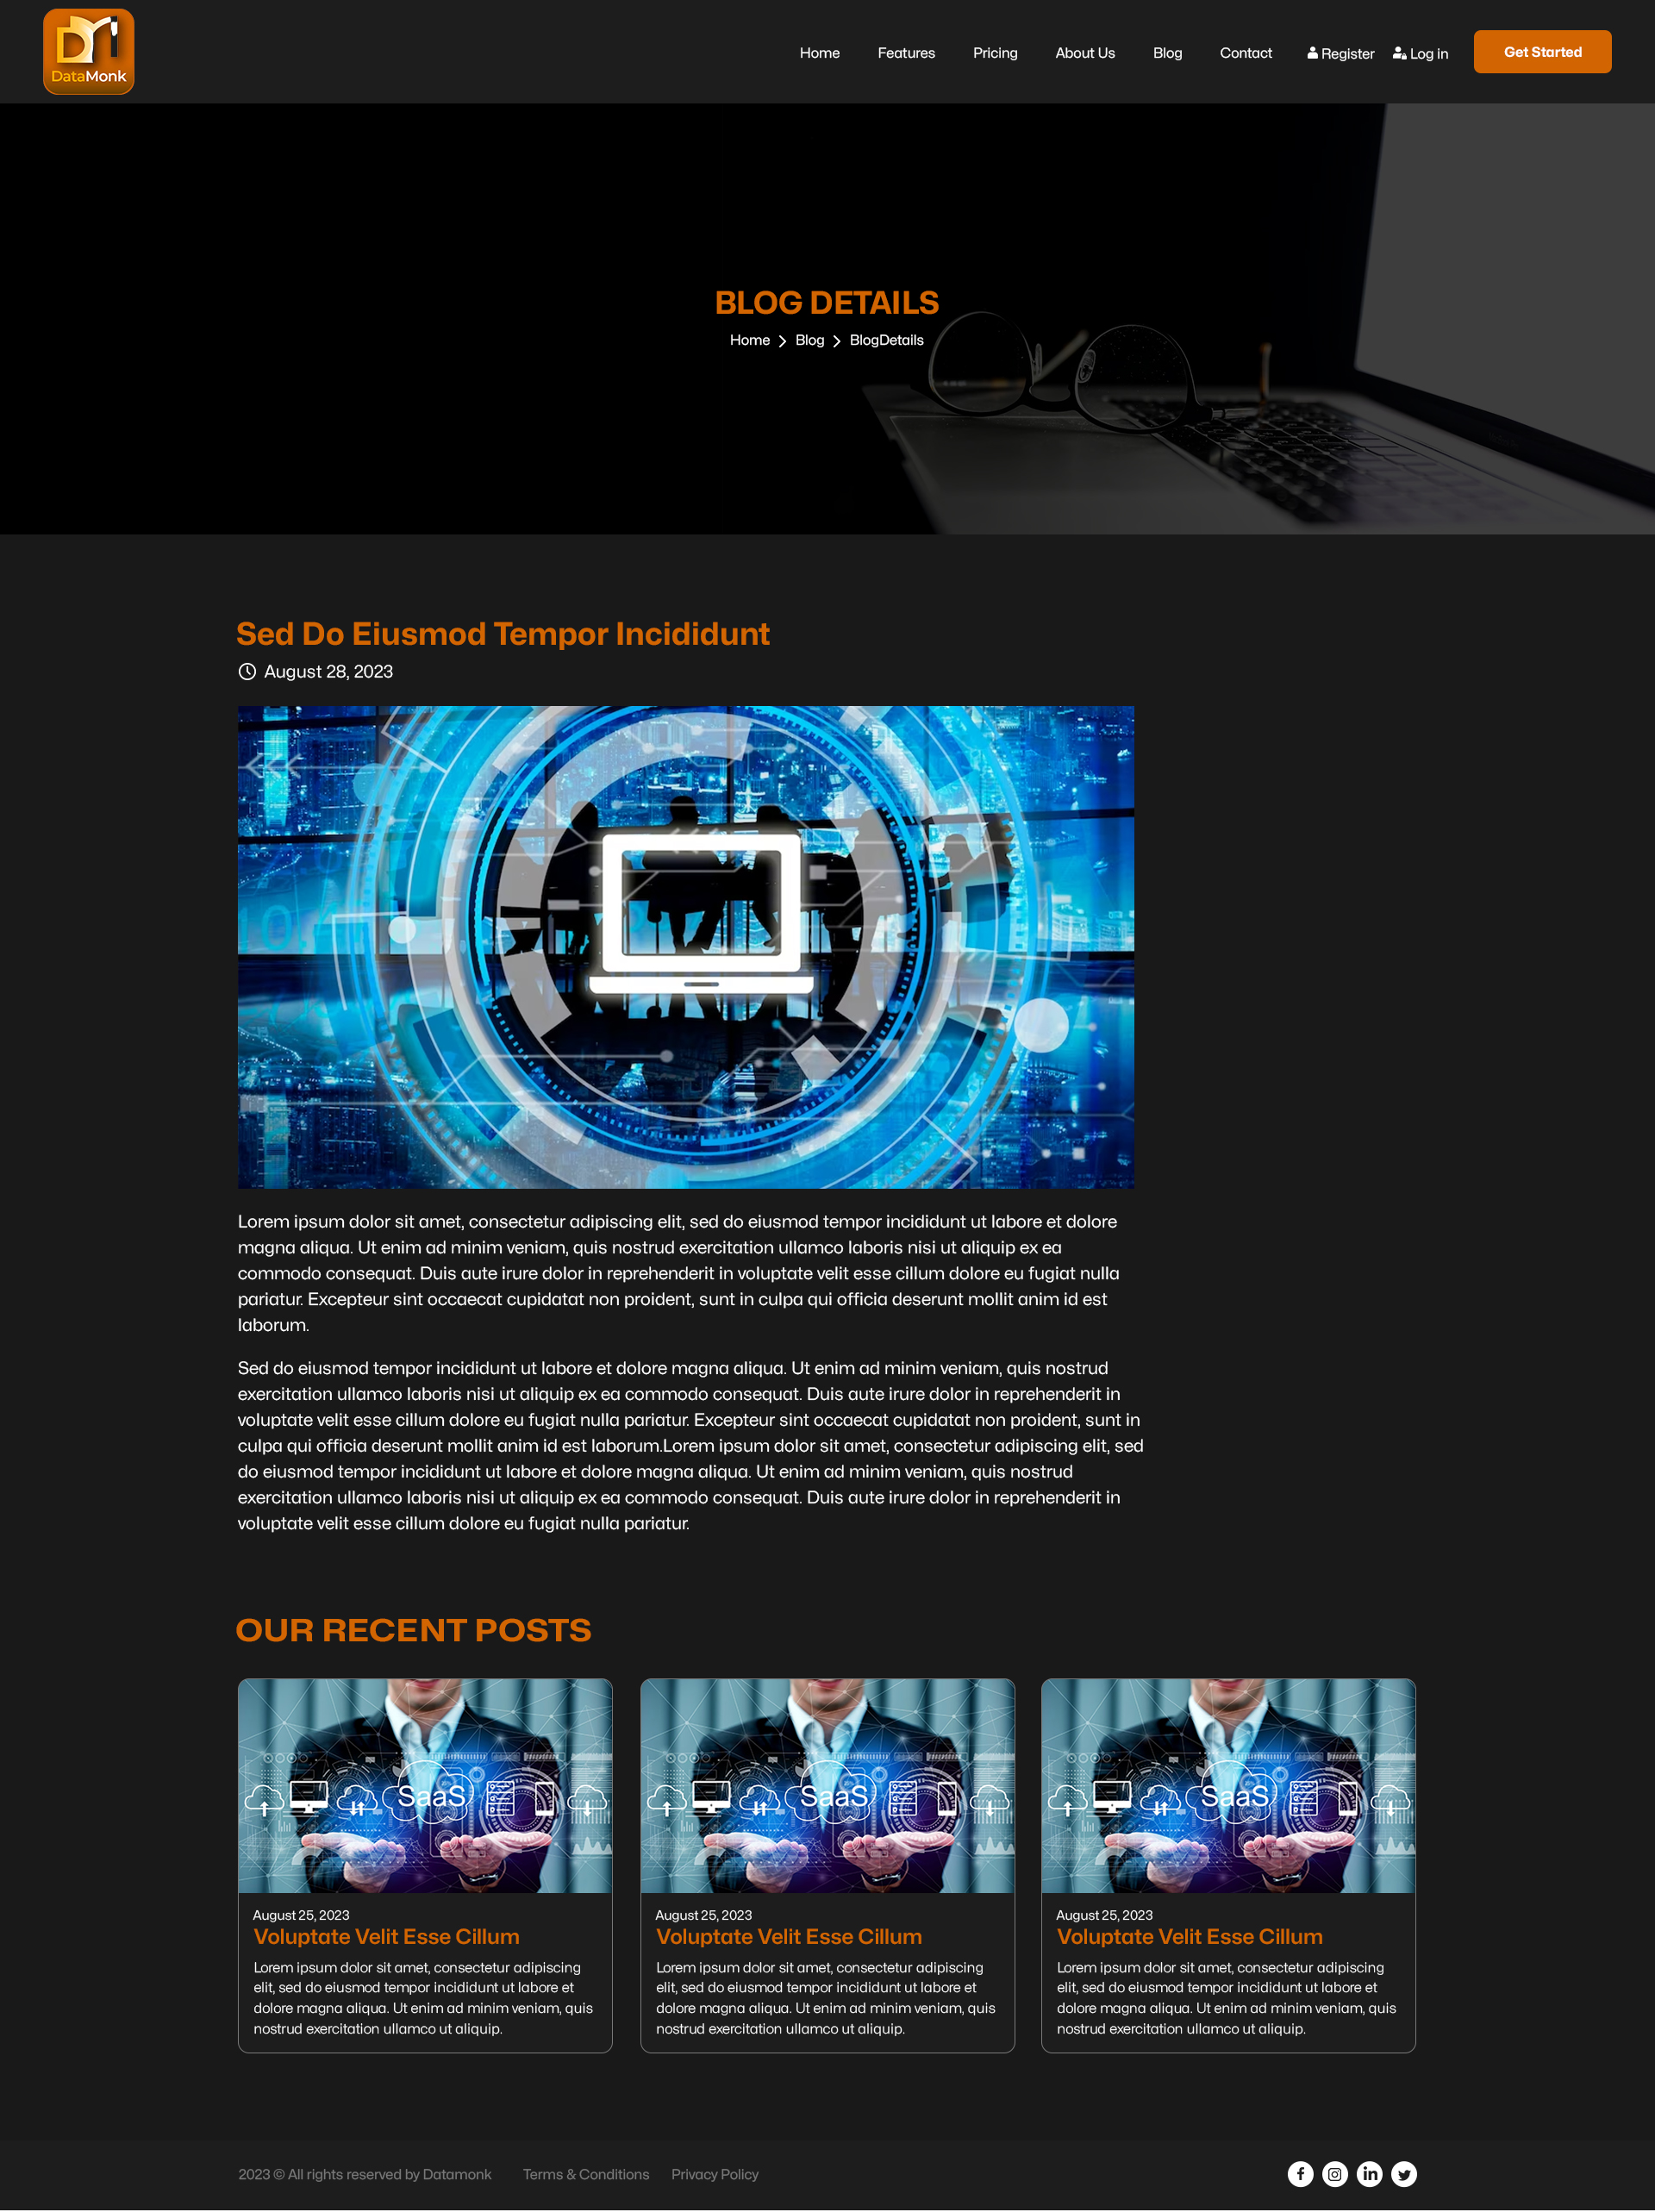 DataMonk
Home Features Pricing About Us Blog Contact Register Log in Get Started
BLOG DETAILS
Home > Blog > BlogDetails
Sed Do Eiusmod Tempor Incididunt
August 28, 2023
Lorem ipsum dolor sit amet, consectetur adipiscing elit, sed do eiusmod tempor incididunt ut labore et dolore
magna aliqua. Ut enim ad minim veniam, quis nostrud exercitation ullamco laboris nisi ut aliquip ex ea
commodo consequat. Duis aute irure dolor in reprehenderit in voluptate velit esse cillum dolore eu fugiat nulla
pariatur. Excepteur sint occaecat cupidatat non proident, sunt in culpa qui officia deserunt mollit anim id est
laborum.
Sed do eiusmod tempor incididunt ut labore et dolore magna aliqua. Ut enim ad minim veniam, quis nostrud
exercitation ullamco laboris nisi ut aliquip ex ea commodo consequat. Duis aute irure dolor in reprehenderit in
voluptate velit esse cillum dolore eu fugiat nulla pariatur. Excepteur sint occaecat cupidatat non proident, sunt in
culpa qui officia deserunt mollit anim id est laborum.Lorem ipsum dolor sit amet, consectetur adipiscing elit, sed
do eiusmod tempor incididunt ut labore et dolore magna aliqua. Ut enim ad minim veniam, quis nostrud
exercitation ullamco laboris nisi ut aliquip ex ea commodo consequat. Duis aute irure dolor in reprehenderit in
voluptate velit esse cillum dolore eu fugiat nulla pariatur.
OUR RECENT POSTS
SaaS
August 25, 2023
Voluptate Velit Esse Cillum
Lorem ipsum dolor sit amet, consectetur adipiscing
elit, sed do eiusmod tempor incididunt ut labore et
dolore magna aliqua. Ut enim ad minim veniam, quis
nostrud exercitation ullamco ut aliquip.
SaaS
August 25, 2023
Voluptate Velit Esse Cillum
Lorem ipsum dolor sit amet, consectetur adipiscing
elit, sed do eiusmod tempor incididunt ut labore et
dolore magna aliqua. Ut enim ad minim veniam, quis
nostrud exercitation ullamco ut aliquip.
SaaS
August 25, 2023
Voluptate Velit Esse Cillum
Lorem ipsum dolor sit amet, consectetur adipiscing
elit, sed do eiusmod tempor incididunt ut labore et
dolore magna aliqua. Ut enim ad minim veniam, quis
nostrud exercitation ullamco ut aliquip.
2023 © All rights reserved by Datamonk Terms & Conditions Privacy Policy